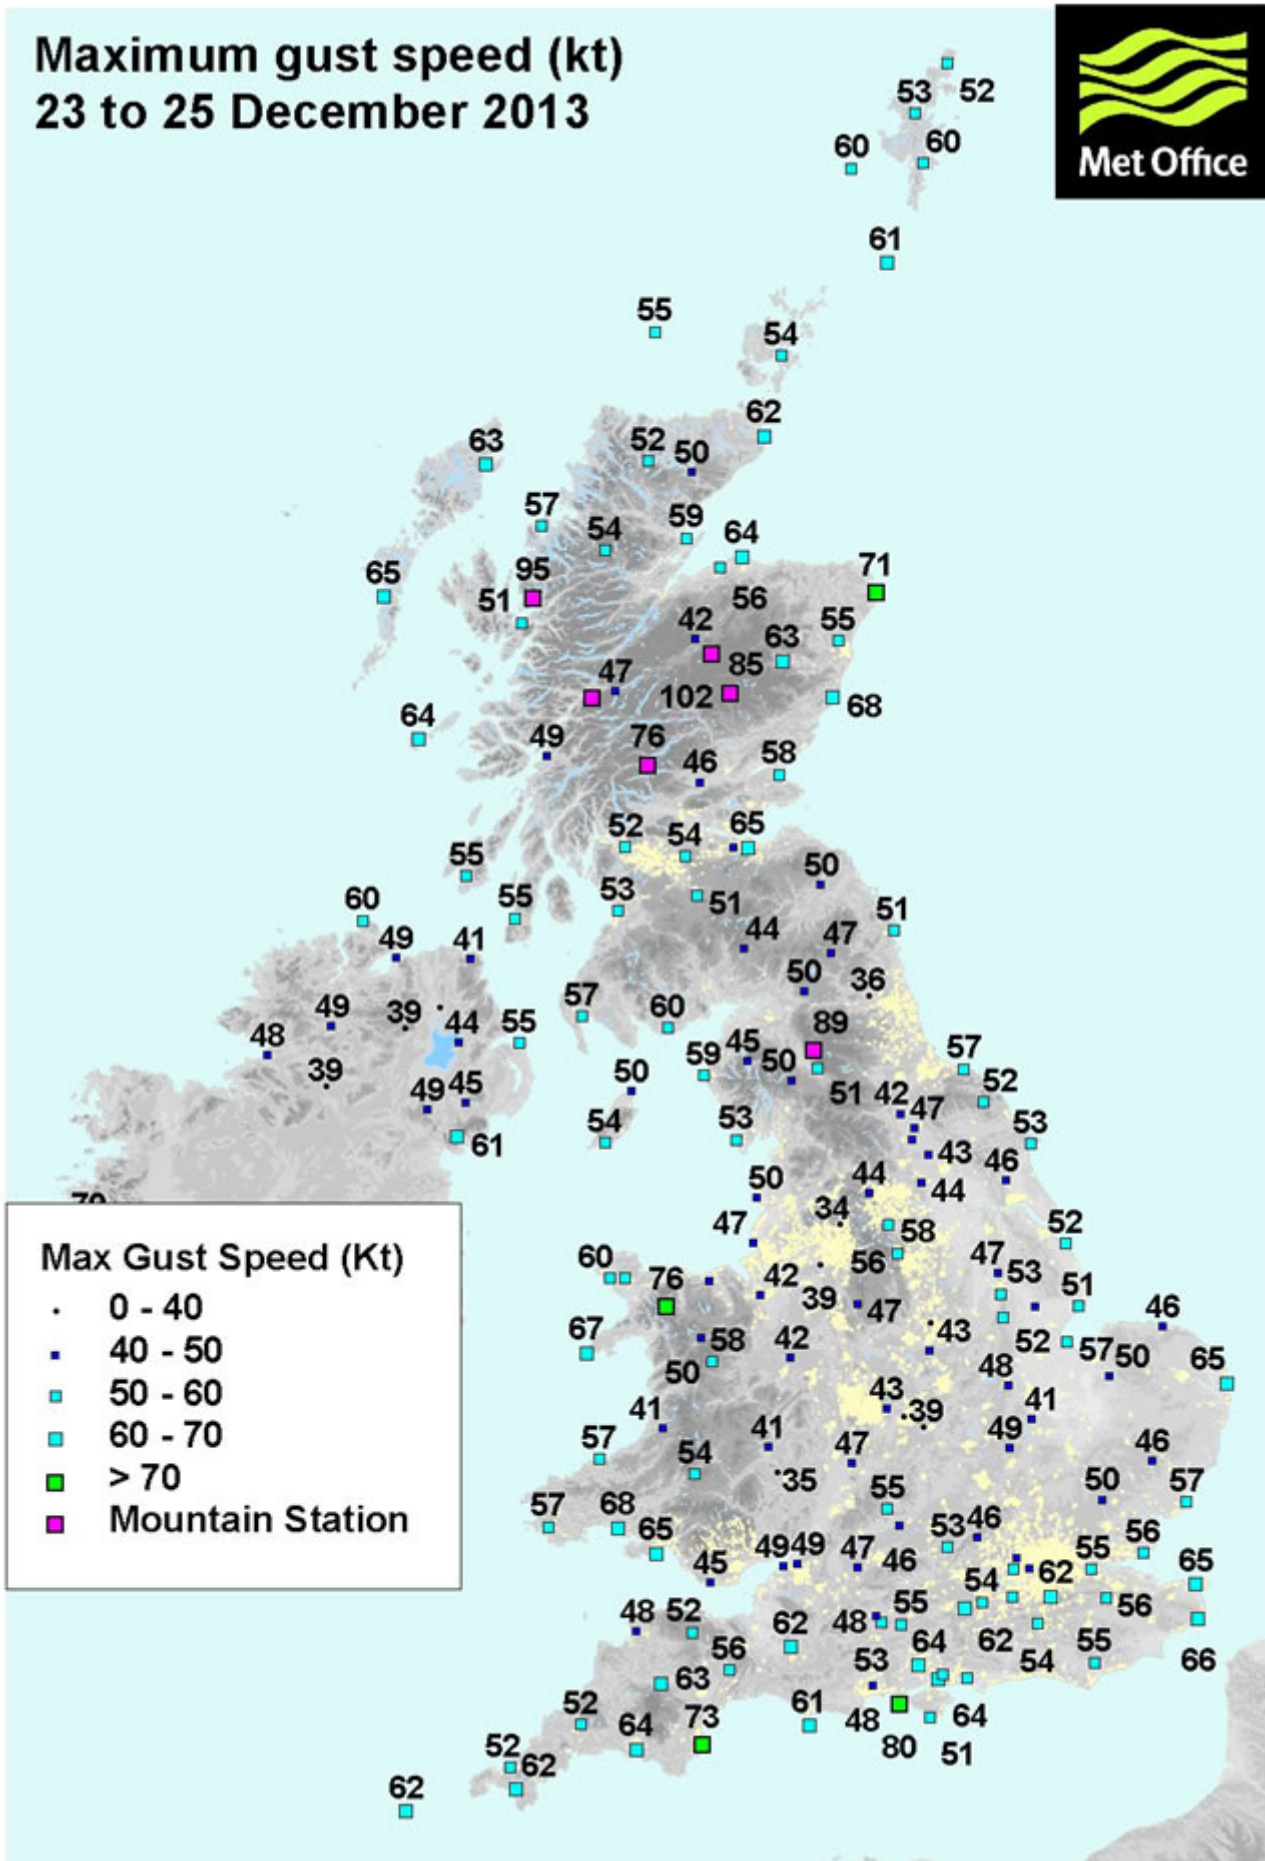 Maximum gust speed (kt)
23 to 25 December 2013
Met Office
53 52
60 60
61
55
54
62
63 52 50
57 54 59 64
95 71
65 51 56
42 63 55
47 85
102 68
64
49 76 46 58
52 54 65
55 50
60 55 53 51 51
49 41 44 47
50 36
49 39 57 60
48 44 55 89
39 45 50 57
49 45 50 59 51 42 47 52
61 54 53 43 53
50 44 44 46
34
47 58 52
60 76 42 56 47 53 51
39 47 46
67 58 42 43 52 57 50 65
50 48
41 43 39 41
57 41 47 49 46
54 35 50 57
57 68 55
65 53 46 56
45 49 49 47 46 55 65
54 62
48 52 62 48 55 56
56 64 62 54 55 66
63 53
52 64 73 61 48 64
80 51
52 62
62
Max Gust Speed (Kt)
0 - 40
40 - 50
50 - 60
60 - 70
> 70
Mountain Station